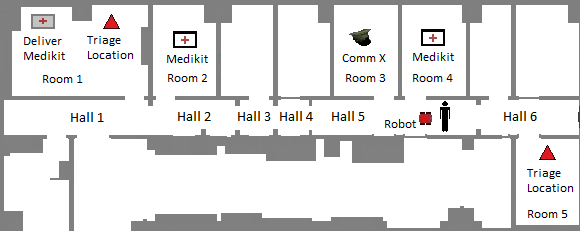 Deliver
Medikit
Triage
Location
Room 1
Medikit
Room 2
Comm X
Room 3
Medikit
Room 4
Hall 1
Hall 2
Hall 3
Hall 4
Hall 5
Robot
Hall 6
Triage
Location
Room 5